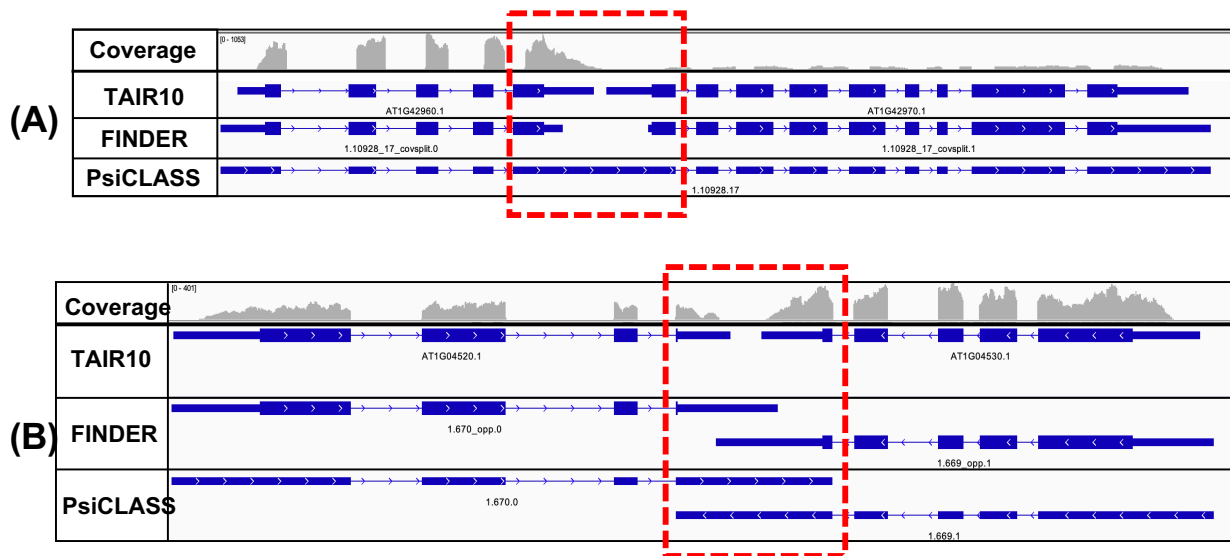 (A)
Coverage
[0 - 1053]
TAIR10
AT1G42960.1
AT1G42970.1
FINDER
1.10928_17_covsplit.0
1.10928_17_covsplit.1
PsiCLASS
1.10928.17
(B)
Coverage
[0 - 401]
TAIR10
AT1G04520.1
AT1G04530.1
FINDER
1.670_opp.0
1.669_opp.1
PsiCLASS
1.670.0
1.669.1